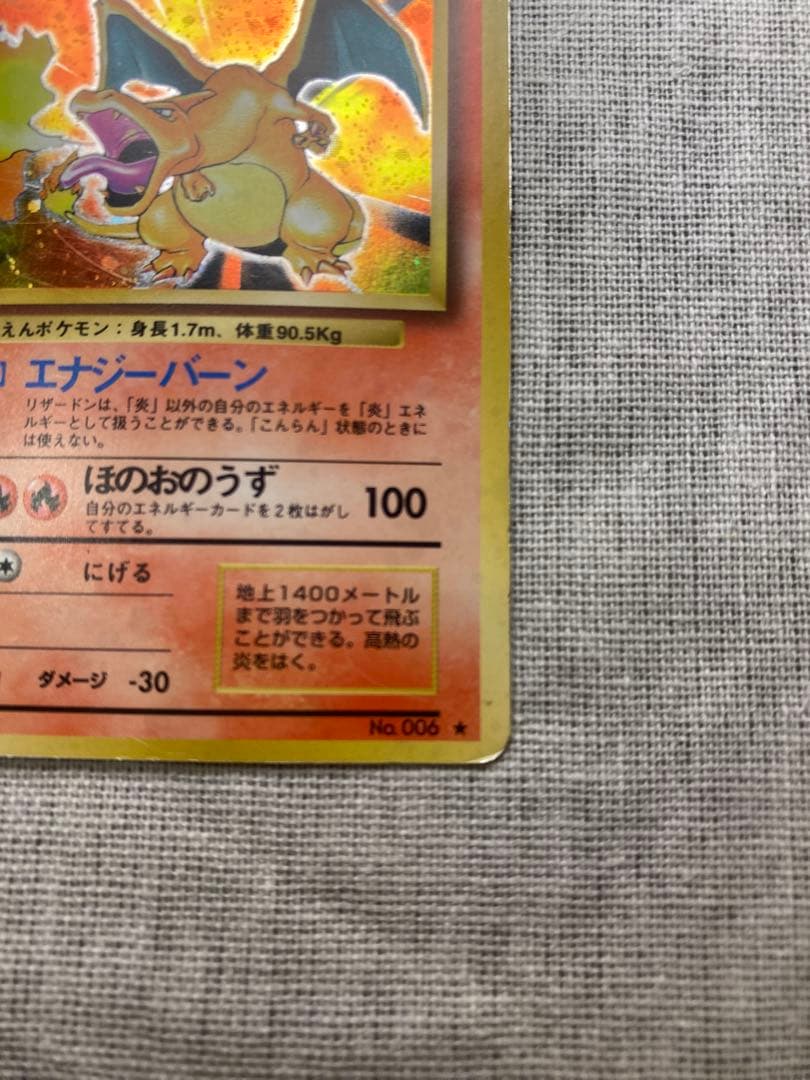 えんポケモン：身長1.7m、体重90.5Kg
エナジーバーン
リザードンは、「炎」以外の自分のエネルギーを「炎」エネ
ルギーとして扱うことができる。「こんらん」状態のときに
は使えない。
ほのおのうず 100
自分のエネルギーカードを2枚はがし
てすてる。
にげる
地上1400メートル
まで羽をつかって飛ぶ
ことができる。高熱の
炎をはく。
ダメージ -30
No. 006 ★